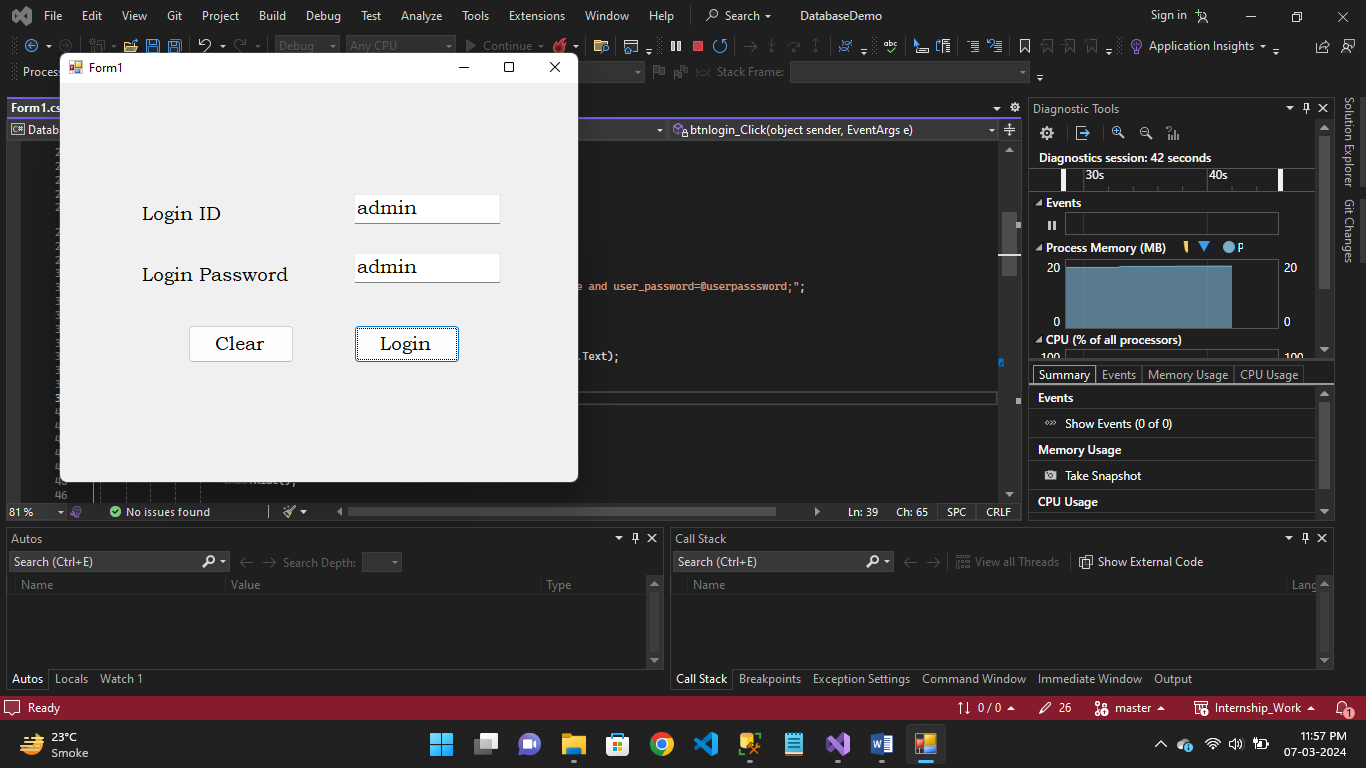 File Edit View Git Project Build Debug Test Analyze Tools Extensions Window Help Search DatabaseDemo Sign in
Debug Any CPU Continue Application Insights
Stack Frame:
Form1
Form1.cs
btnlogin_Click(object sender, EventArgs e)
Login ID admin
Login Password admin
Clear Login
and user_password=@userpasssword;";
.Text);
46
81 % No issues found Ln: 39 Ch: 65 SPC CRLF
Diagnostic Tools
Diagnostics session: 42 seconds
30s 40s
Events
Process Memory (MB) P
20 20
0 0
CPU (% of all processors)
100 100
Summary Events Memory Usage CPU Usage
Events
Show Events (0 of 0)
Memory Usage
Take Snapshot
CPU Usage
Solution Explorer
Git Changes
Autos
Search (Ctrl+E) Search Depth:
Name Value Type
Autos Locals Watch 1
Call Stack
Search (Ctrl+E) View all Threads Show External Code
Name Lang
Call Stack Breakpoints Exception Settings Command Window Immediate Window Output
Ready 0 / 0 26 master Internship_Work 1
23°C
Smoke
11:57 PM
07-03-2024